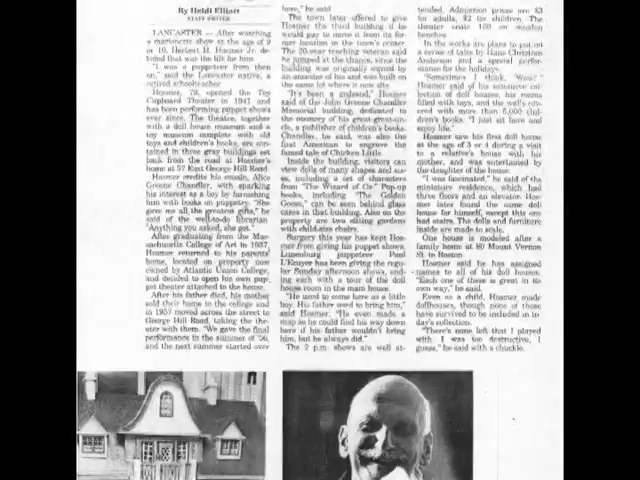 By Heidi Elliott
STAFF WRITER
LANCASTER — After watching
a marionette show at the age of 9
or 10, Herbert H. Hosmer Jr. de-
cided that was the life for him.
"I was a puppeteer from then
on," said the Lancaster native, a
retired schoolteacher.
Hosmer, 79, opened the Toy
Cupboard Theater in 1941 and
has been performing puppet shows
ever since. The theater, together
with a doll house museum and a
toy museum complete with old
toys and children's books, are con-
tained in three gray buildings set
back from the road at Hosmer's
home at 57 East George Hill Road.
Hosmer credits his cousin, Alice
Greene Chandler, with sparking
his interest as a boy by furnishing
him with books on puppetry. "She
gave me all the greatest gifts," he
said of the well-to-do librarian.
"Anything you asked, she got."
After graduating from the Mas-
sachusetts College of Art in 1937,
Hosmer returned to his parents'
home, located on property now
owned by Atlantic Union College,
and decided to open his own pup-
pet theater attached to the house.
After his father died, his mother
sold their home to the college and
in 1957 moved across the street to
George Hill Road, taking the the-
ater with them. "We gave the final
performance in the summer of '56,
and the next summer started over
here," he said
The town later offered to give
Hosmer the third building if he
would pay to move it from its for-
mer location in the town's center.
The 20-year teaching veteran said
he jumped at the chance, since the
building was originally owned by
an ancestor of his and was built on
the same lot where it now sits.
"It's been a godsend," Hosmer
said of the John Greene Chandler
Memorial building, dedicated to
the memory of his great-great-un-
cle, a publisher of children's books.
Chandler, he said, was also the
first American to engrave the
famed tale of Chicken Little.
Inside the building, visitors can
view dolls of many shapes and siz-
es, including a set of characters
from "The Wizard of Oz." Pop-up
books, including "The Golden
Goose," can be seen behind glass
cases in that building. Also on the
property are two sitting gardens
with child-size chairs.
Surgery this year has kept Hos-
mer from giving his puppet shows.
Lunenburg puppeteer Paul
L'Ecuyer has been giving the regu-
lar Sunday afternoon shows, end-
ing each with a tour of the doll
house room in the main house.
"He used to come here as a little
boy. His father used to bring him,"
said Hosmer. "He even made a
map so he could find his way down
here if his father wouldn't bring
him, but he always did."
The 2 p.m. shows are well at-
tended. Admission prices are $3
for adults, $2 for children. The
theater seats 100 on wooden
benches.
In the works are plans to put on
a series of tales by Hans Christian
Anderson and a special perfor-
mance for the holidays.
"Sometimes I think, 'Wow,'"
Hosmer said of his extensive col-
lection of doll houses, his rooms
filled with toys, and the walls cov-
ered with more than 5,000 chil-
dren's books. "I just sit here and
enjoy life."
Hosmer saw his first doll house
at the age of 3 or 4 during a visit
to a relative's house with his
mother, and was entertained by
the daughter of the house.
"I was fascinated," he said of the
miniature residence, which had
three floors and an elevator. Hos-
mer later found the same doll
house for himself, except this one
had stairs. The dolls and furniture
inside are made to scale.
One house is modeled after a
family home at 80 Mount Vernon
St. in Boston.
Hosmer said he has assigned
names to all of his doll houses.
"Each one of these is great in its
own way," he said.
Even as a child, Hosmer made
dollhouses, though none of those
have survived to be included in to-
day's collection.
"There's none left that I played
with. I was too destructive, I
guess," he said with a chuckle.